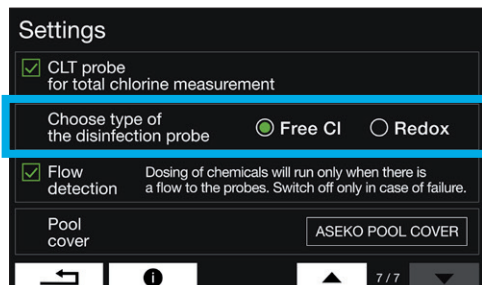 Settings
CLT probe
for total chlorine measurement
Choose type of
the disinfection probe
Free Cl
Redox
Flow
detection
Dosing of chemicals will run only when there is
a flow to the probes. Switch off only in case of failure.
Pool
cover
ASEKO POOL COVER
7/7